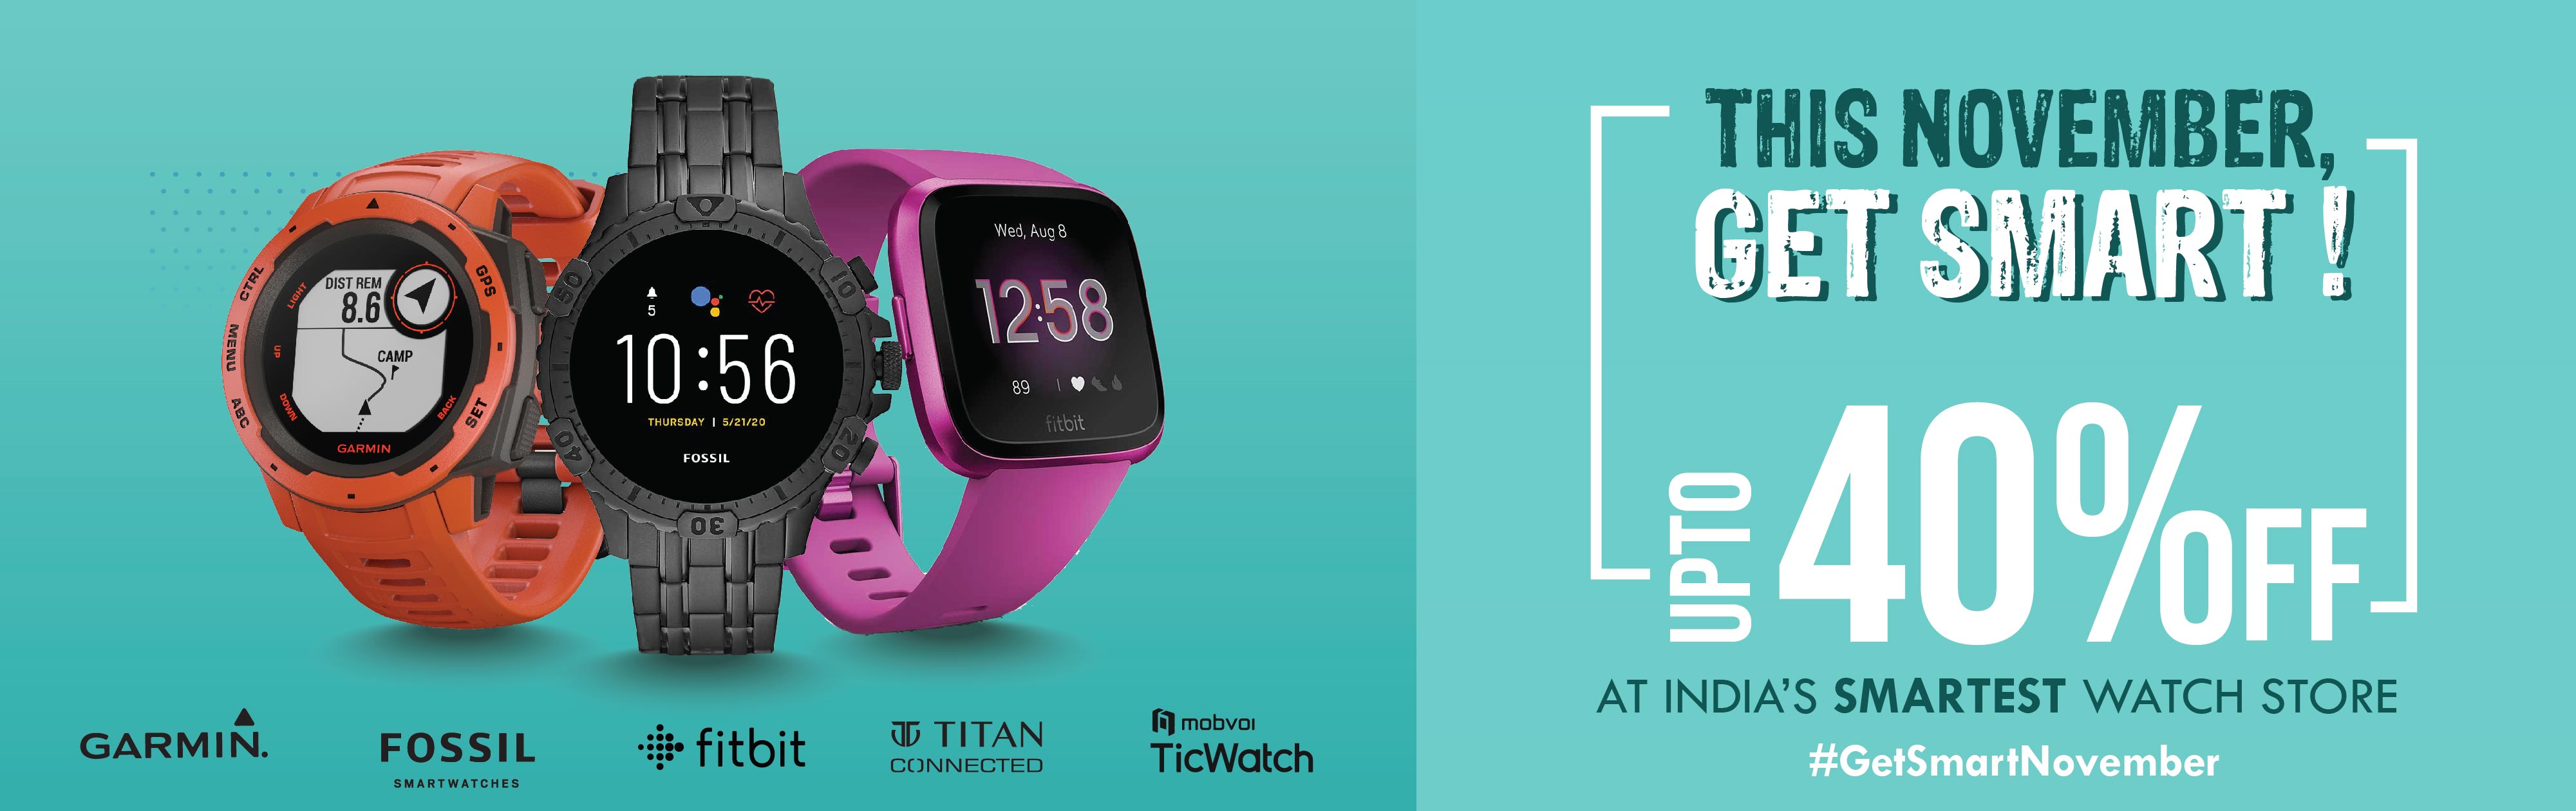 CTRL
LIGHT
GPS
MENU
UP
DIST REM
8.6
CAMP
ABC
DOWN
BACK
SET
GARMIN
50
10
5
10:56
THURSDAY | 5/21/20
FOSSIL
40
20
30
Wed, Aug 8
12:58
89
fitbit
GARMIN.
FOSSIL
SMARTWATCHES
fitbit
TITAN
CONNECTED
mobvoi
TicWatch
THIS NOVEMBER,
GET SMART !
UPTO 40% OFF
AT INDIA'S SMARTEST WATCH STORE
#GetSmartNovember